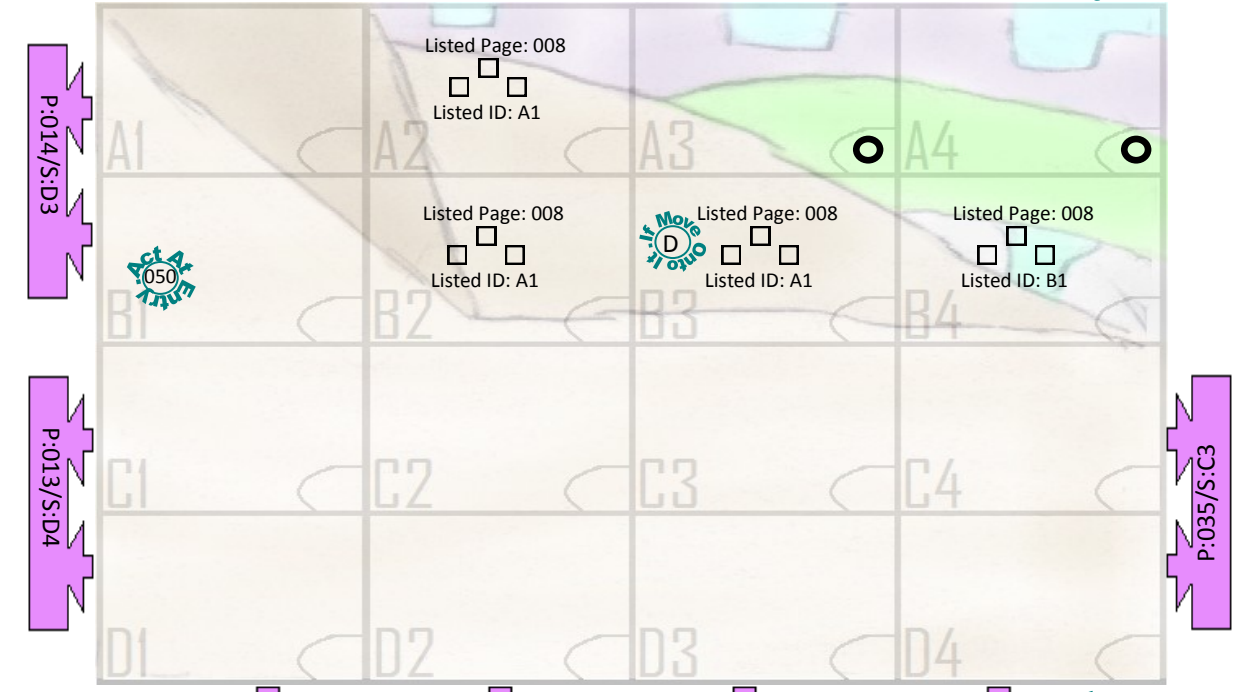 Listed Page: 008
Listed ID: A1
A1
A2
A3
A4
P:014/S:D3
Listed Page: 008
Listed ID: A1
If Move Onto It.
D
Listed Page: 008
Listed ID: A1
Listed Page: 008
Listed ID: B1
Act At Entry.
050
B1
B2
B3
B4
P:013/S:D4
P:035/S:C3
C1
C2
C3
C4
D1
D2
D3
D4